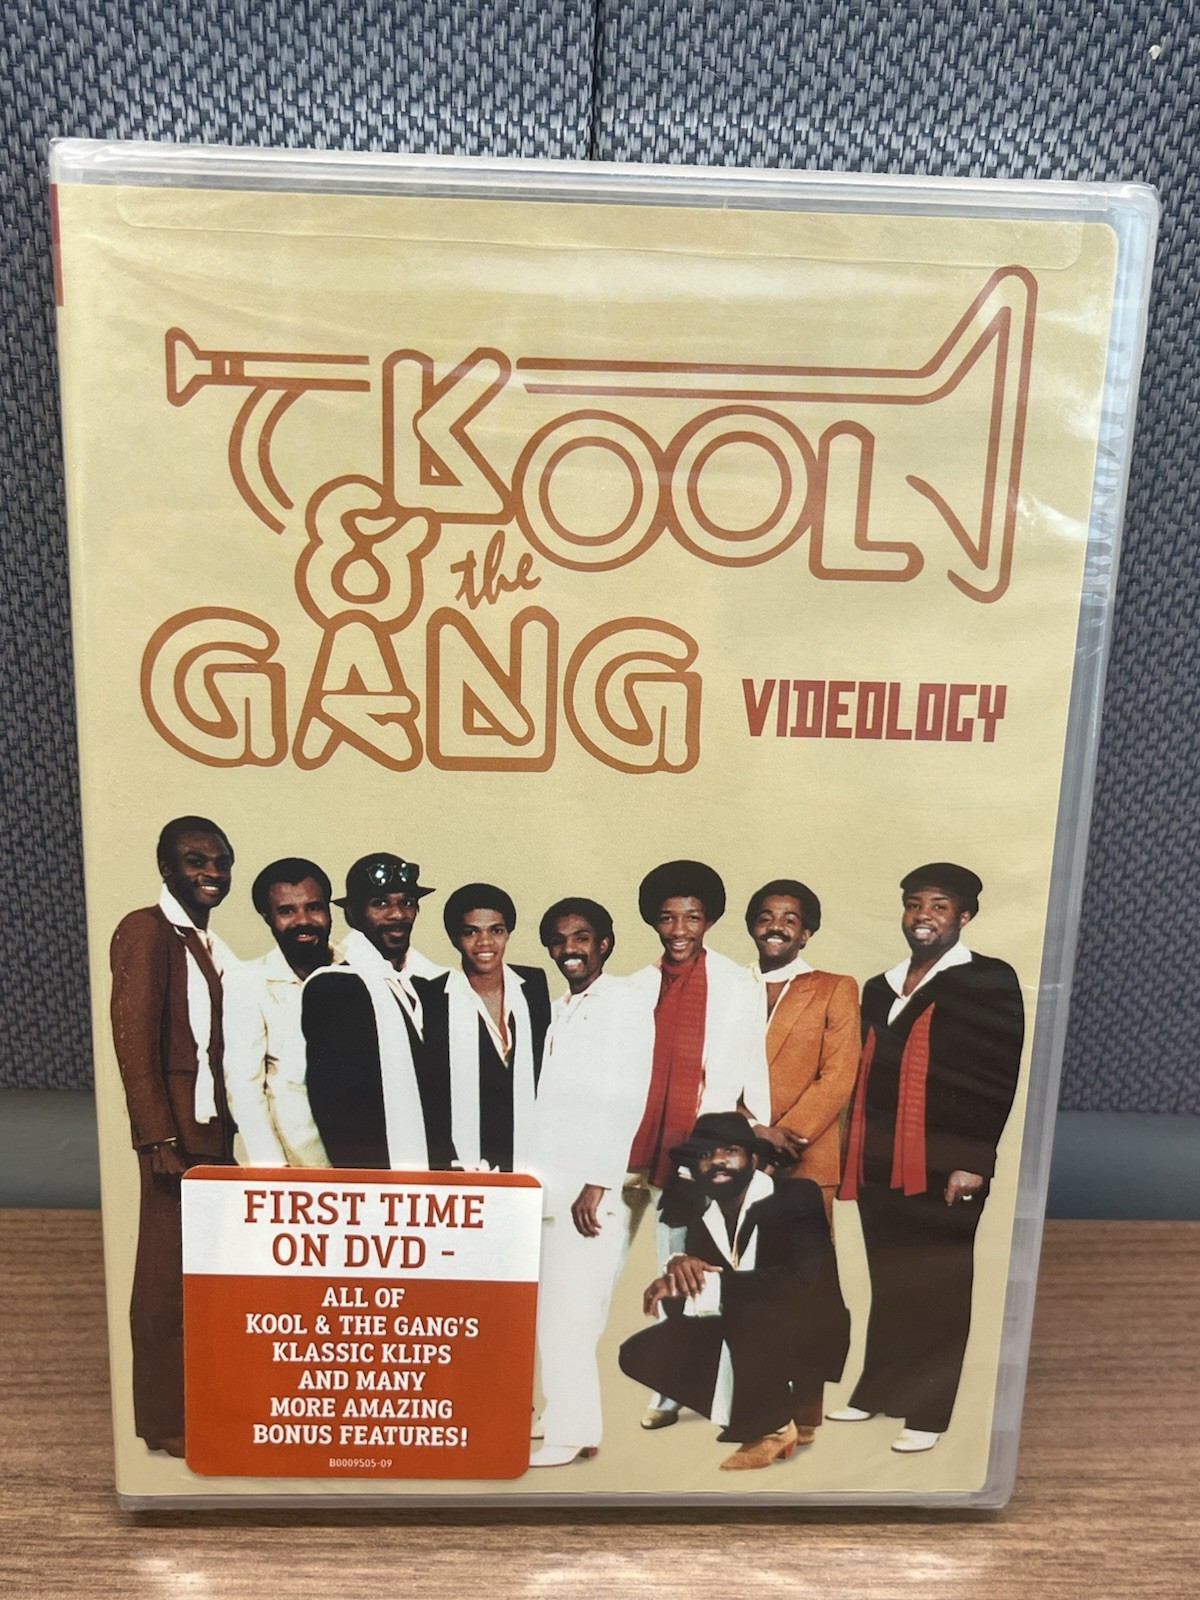 KOOL
& the
GANG
VIDEOLOGY
FIRST TIME
ON DVD -
ALL OF
KOOL & THE GANG'S
KLASSIC KLIPS
AND MANY
MORE AMAZING
BONUS FEATURES!
B0009505-09